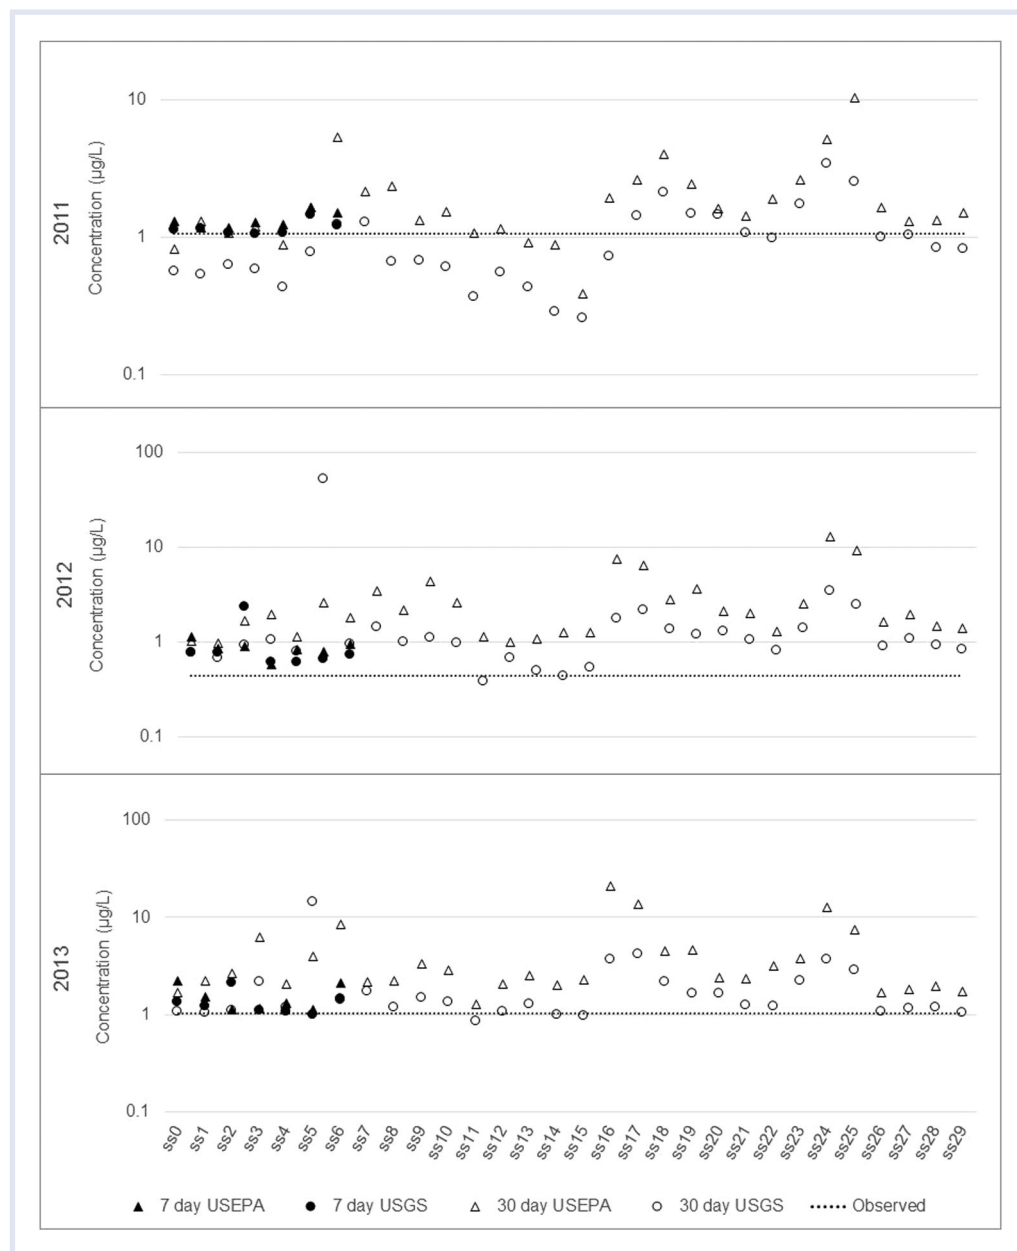 2011
Concentration (µg/L)
10
1
0.1
2012
Concentration (µg/L)
100
10
1
0.1
2013
Concentration (µg/L)
100
10
1
0.1
ss0 ss1 ss2 ss3 ss4 ss5 ss6 ss7 ss8 ss9 ss10 ss11 ss12 ss13 ss14 ss15 ss16 ss17 ss18 ss19 ss20 ss21 ss22 ss23 ss24 ss25 ss26 ss27 ss28 ss29
7 day USEPA 7 day USGS 30 day USEPA 30 day USGS Observed